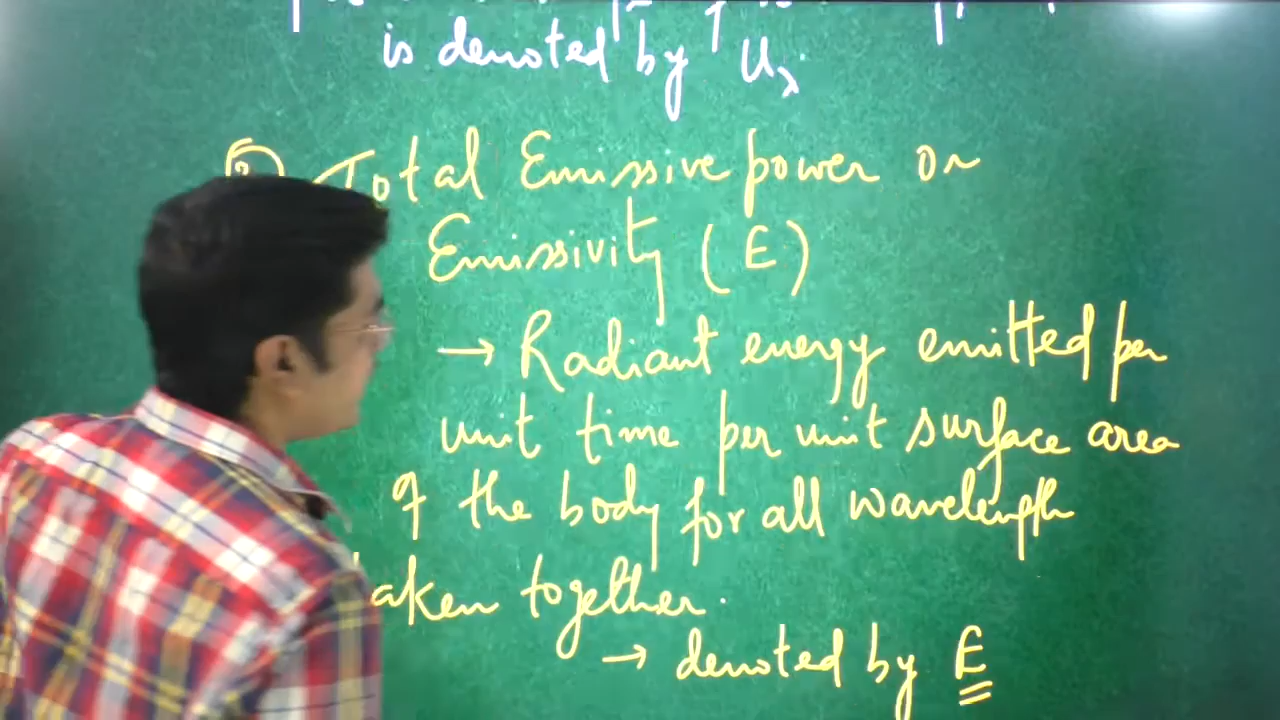 is denoted by U λ
Total Emissive power or
Emissivity (E)
→ Radiant energy emitted per
unit time per unit surface area
of the body for all wavelength
aken together.
→ denoted by E